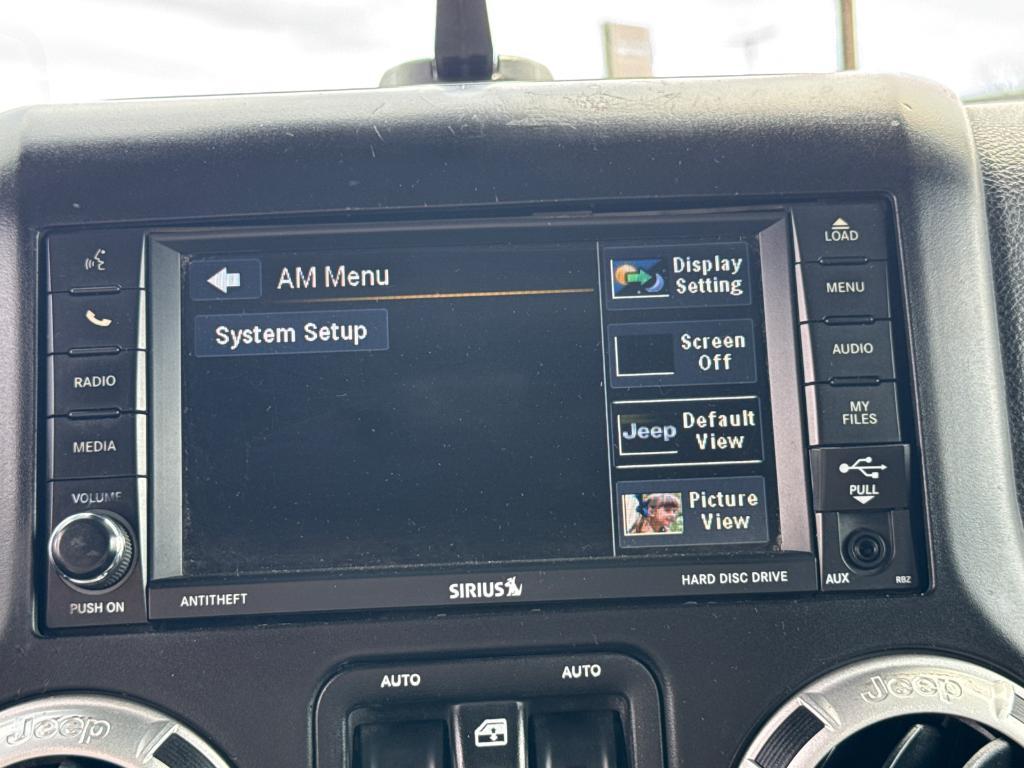 AM Menu
System Setup
Display
Setting
Screen
Off
Jeep
Default
View
Picture
View
RADIO
MEDIA
VOLUME
PUSH ON
LOAD
MENU
AUDIO
MY
FILES
PULL
AUX
RBZ
ANTITHEFT
SIRIUS
HARD DISC DRIVE
AUTO
AUTO
Jeep
Jeep